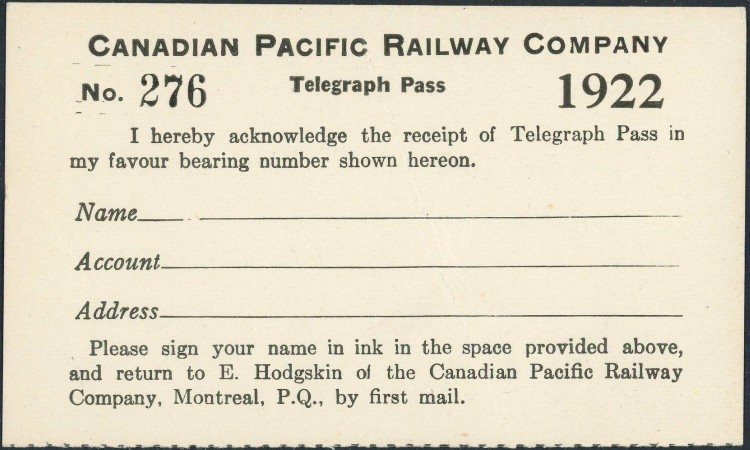 CANADIAN PACIFIC RAILWAY COMPANY
No. 276 Telegraph Pass 1922
I hereby acknowledge the receipt of Telegraph Pass in
my favour bearing number shown hereon.
Name
Account
Address
Please sign your name in ink in the space provided above,
and return to E. Hodgskin of the Canadian Pacific Railway
Company, Montreal, P.Q., by first mail.